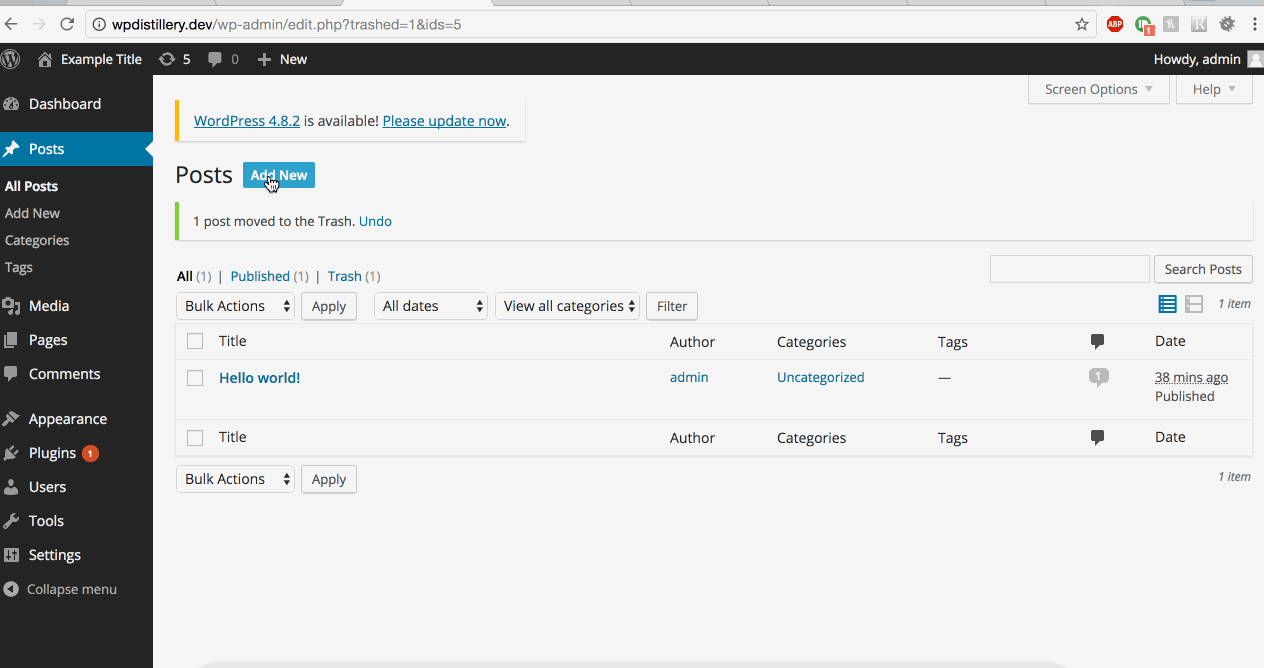 wpdistillery.dev/wp-admin/edit.php?trashed=1&ids=5
ABP
1
Example Title
5
0
New
Howdy, admin
Dashboard
Posts
All Posts
Add New
Categories
Tags
Media
Pages
Comments
Appearance
Plugins 1
Users
Tools
Settings
Collapse menu
Screen Options
Help
WordPress 4.8.2 is available! Please update now.
Posts
Add New
1 post moved to the Trash. Undo
All (1) | Published (1) | Trash (1)
Search Posts
Bulk Actions
Apply
All dates
View all categories
Filter
1 item
Title Author Categories Tags Date
Hello world! admin Uncategorized — 1 38 mins ago
Published
Title Author Categories Tags Date
Bulk Actions
Apply
1 item